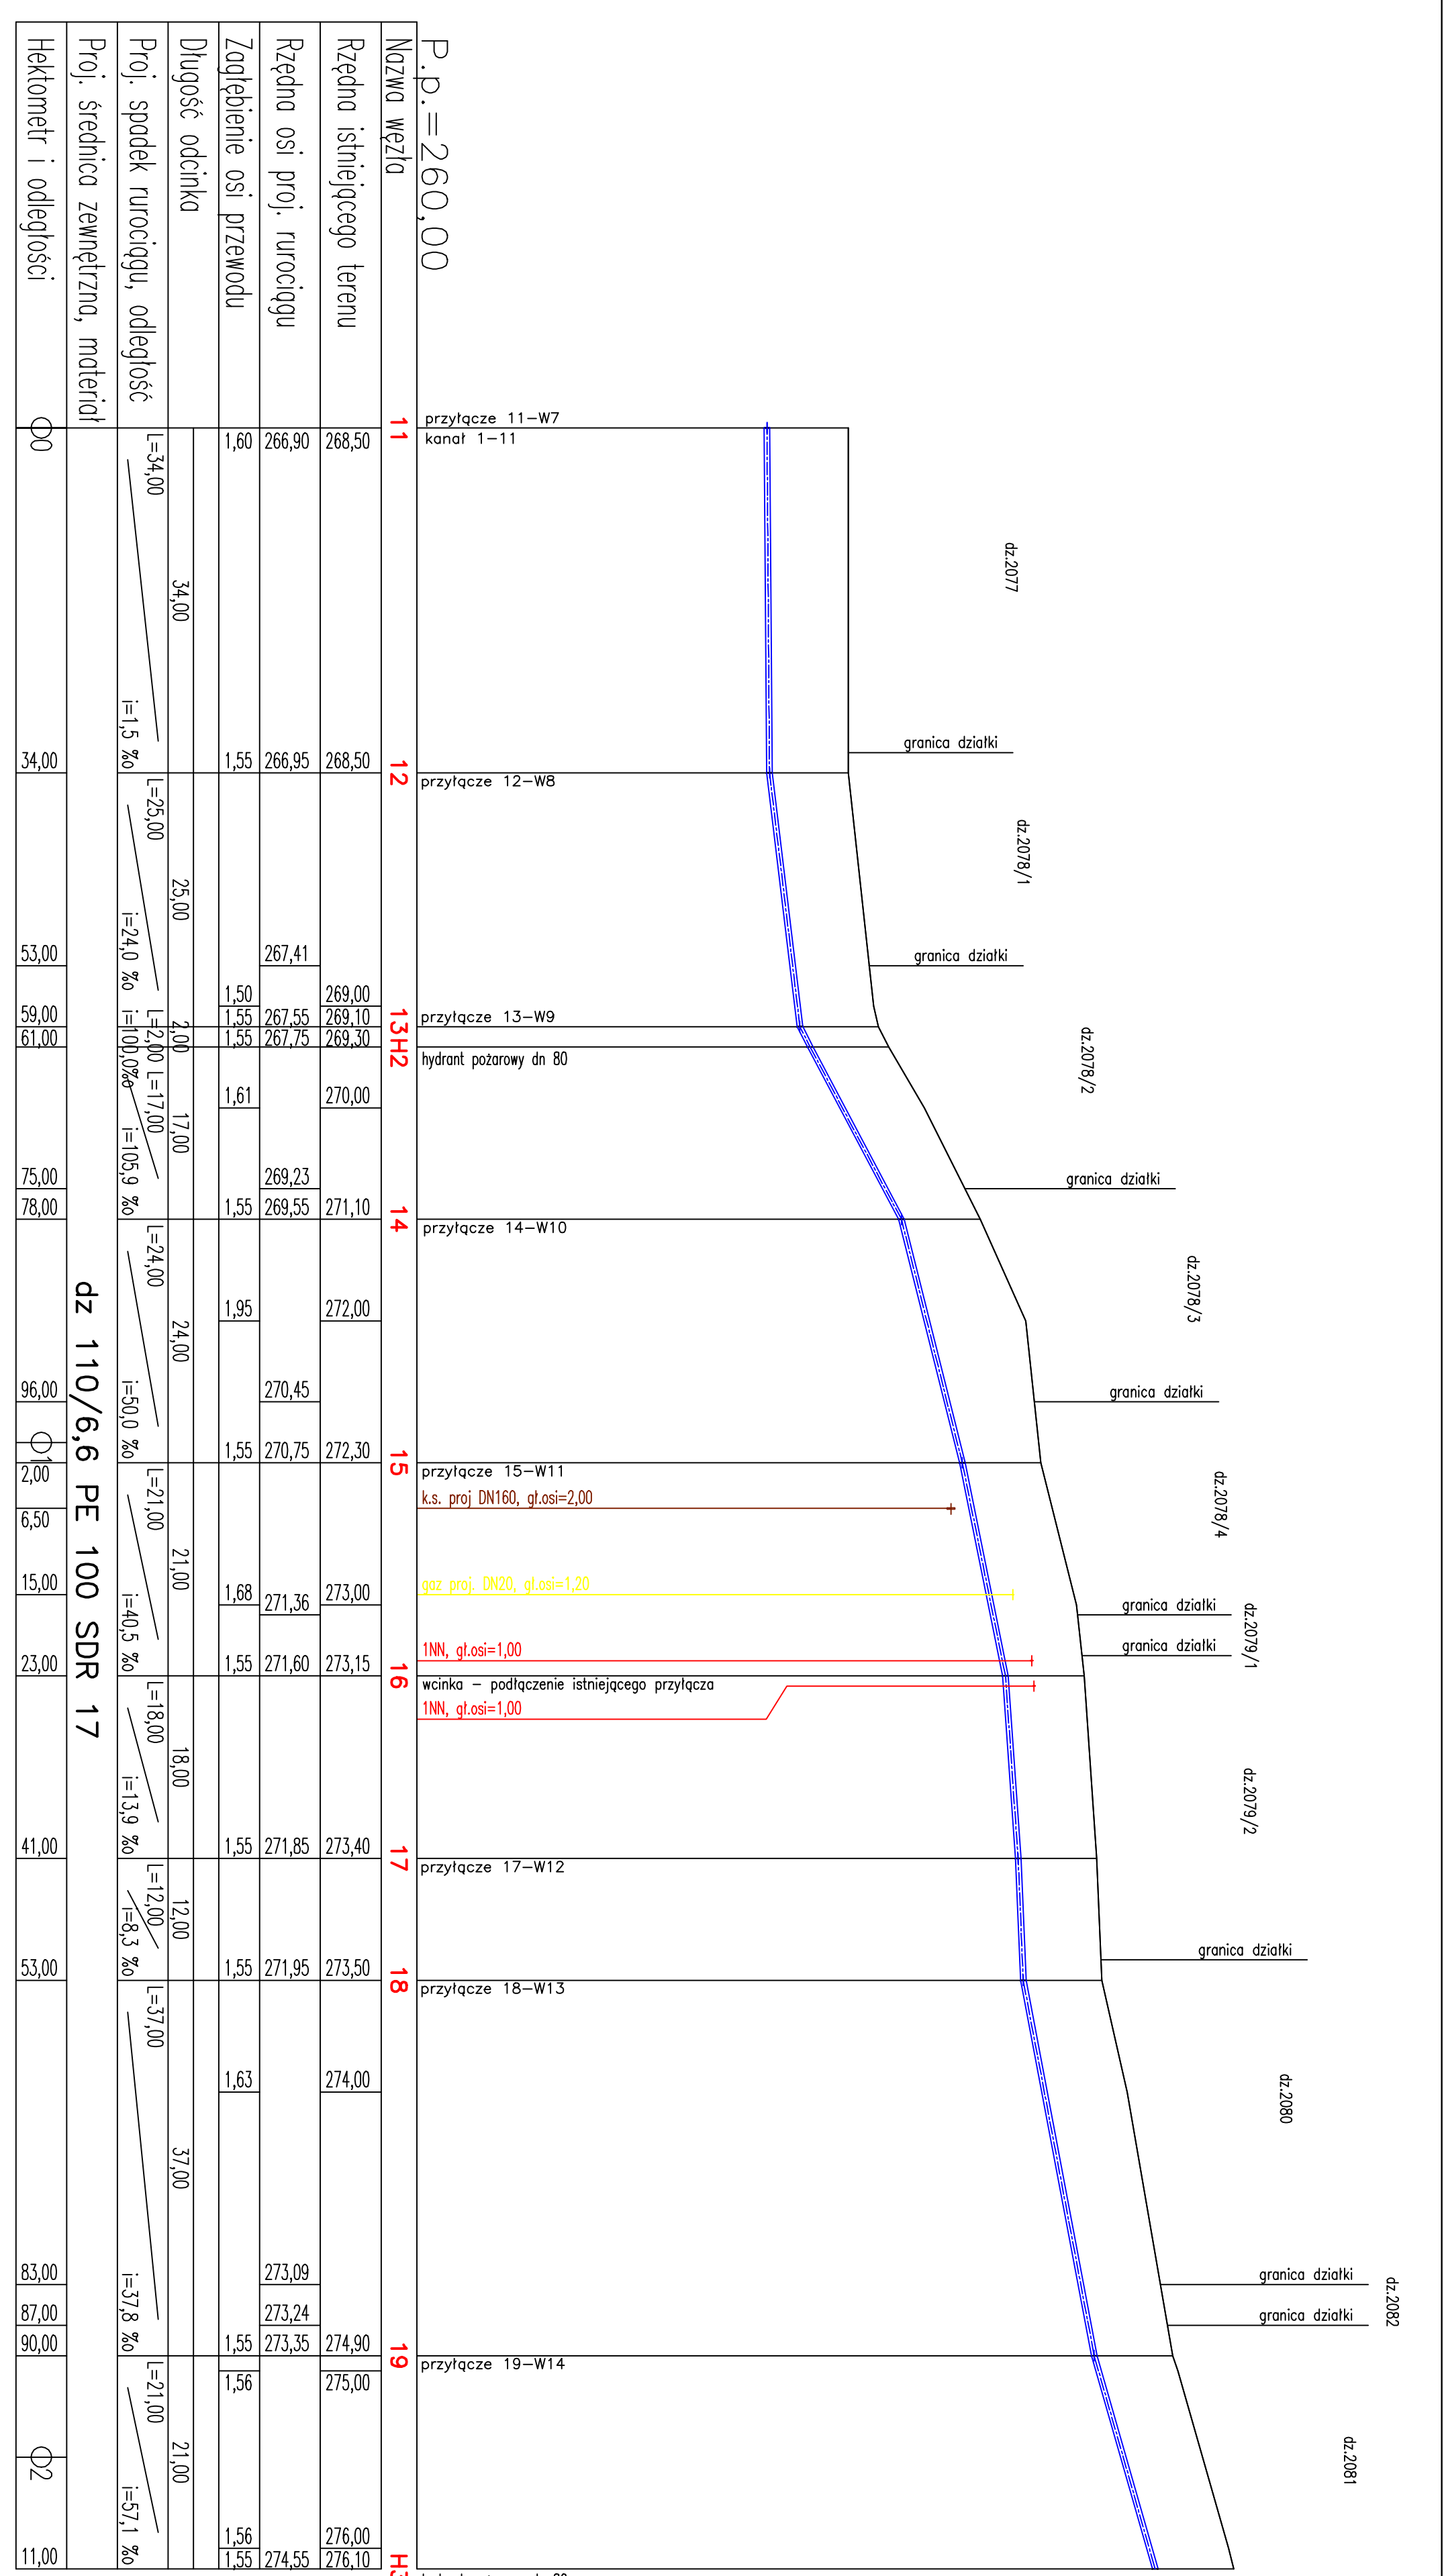 P.p.=260,00
Nazwa węzła 11 12 13 H2 14 15 16 17 18 19
Rzędna istniejącego terenu 268,50 268,50 269,00 269,10 269,30 270,00 271,10 272,00 272,30 273,00 273,15 273,40 273,50 274,00 274,90 275,00 276,00 276,10
Rzędna osi proj. rurociągu 266,90 266,95 267,41 267,55 267,75 269,23 269,55 270,45 270,75 271,36 271,60 271,85 271,95 273,09 273,24 273,35 274,55
Zagłębienie osi przewodu 1,60 1,55 1,50 1,55 1,55 1,61 1,55 1,95 1,55 1,68 1,55 1,55 1,55 1,63 1,55 1,56 1,56 1,55
Długość odcinka 34,00 25,00 2,00 17,00 24,00 21,00 18,00 12,00 37,00 21,00
Proj. spadek rurociągu, odległość L=34,00 i=1,5 ‰ L=25,00 i=24,0 ‰ L=2,00 i=100,0‰ L=17,00 i=105,9 ‰ L=24,00 i=50,0 ‰ L=21,00 i=40,5 ‰ L=18,00 i=13,9 ‰ L=12,00 i=8,3 ‰ L=37,00 i=37,8 ‰ L=21,00 i=57,1 ‰
Proj. średnica zewnętrzna, materiał dz 110/6,6 PE 100 SDR 17
Hektometr i odległości 0 34,00 53,00 59,00 61,00 75,00 78,00 96,00 1 2,00 6,50 15,00 23,00 41,00 53,00 83,00 87,00 90,00 2 11,00
przyłącze 11-W7
kanał 1-11
przyłącze 12-W8
przyłącze 13-W9
hydrant pożarowy dn 80
przyłącze 14-W10
przyłącze 15-W11
k.s. proj DN160, gł.osi=2,00
gaz proj. DN20, gł.osi=1,20
1NN, gł.osi=1,00
wcinka – podłączenie istniejącego przyłącza
1NN, gł.osi=1,00
przyłącze 17-W12
przyłącze 18-W13
przyłącze 19-W14
dz.2077
granica działki
dz.2078/1
granica działki
dz.2078/2
granica działki
dz.2078/3
granica działki
dz.2078/4
granica działki
dz.2079/1
granica działki
dz.2079/2
granica działki
dz.2080
granica działki
dz.2082
granica działki
dz.2081